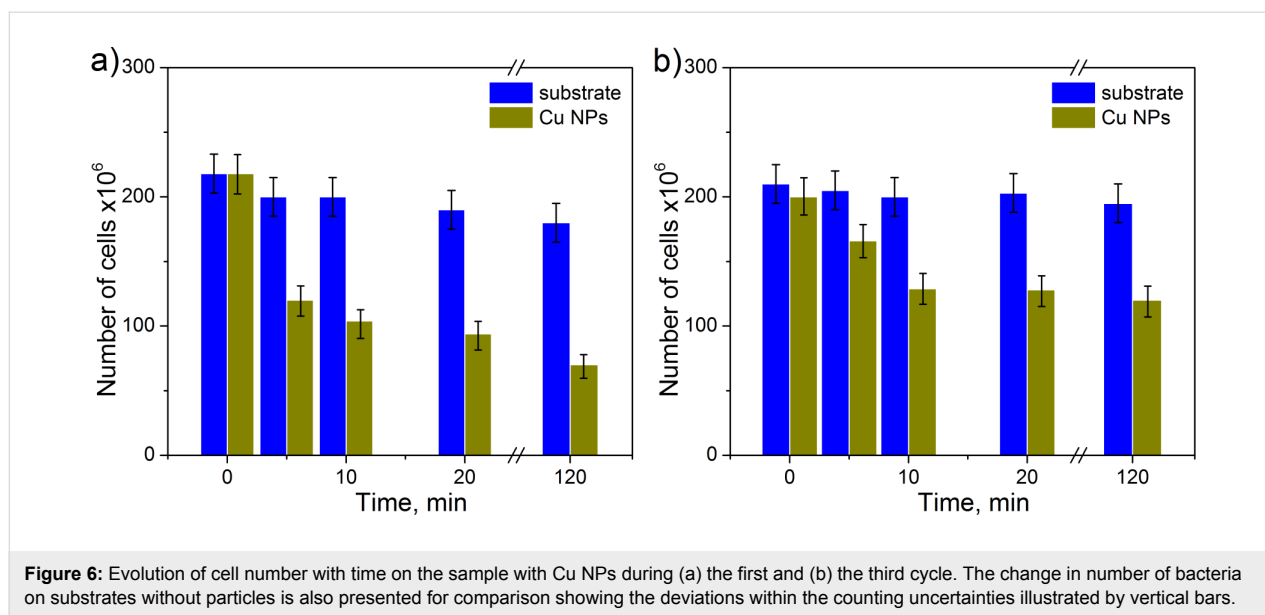 a)
300
200
100
0
Number of cells x10⁶
substrate
Cu NPs
0 10 20 120
Time, min
b)
300
200
100
0
Number of cells x10⁶
substrate
Cu NPs
0 10 20 120
Time, min
Figure 6: Evolution of cell number with time on the sample with Cu NPs during (a) the first and (b) the third cycle. The change in number of bacteria
on substrates without particles is also presented for comparison showing the deviations within the counting uncertainties illustrated by vertical bars.